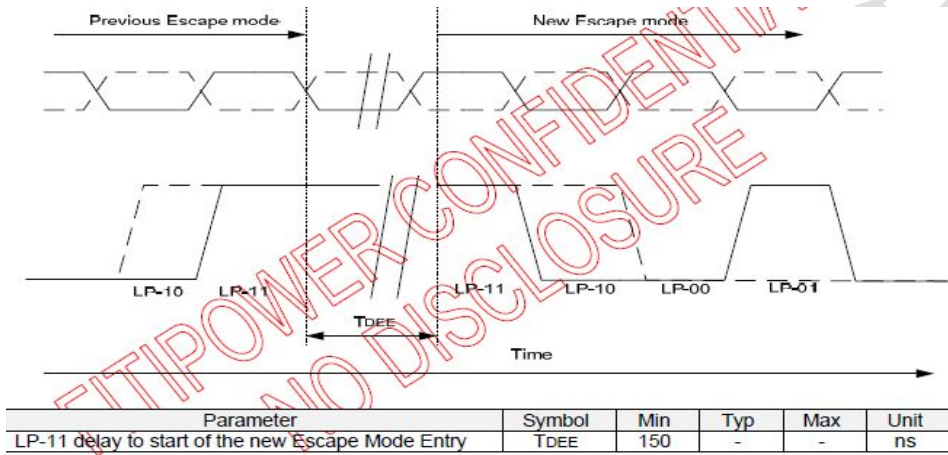 Previous Escape mode
New Escape mode
LP-10
LP-11
LP-11
LP-10
LP-00
LP-01
TDEE
Time
FITIPOWER CONFIDENTIAL
NO DISCLOSURE
Parameter Symbol Min Typ Max Unit
LP-11 delay to start of the new Escape Mode Entry TDEE 150 - - ns